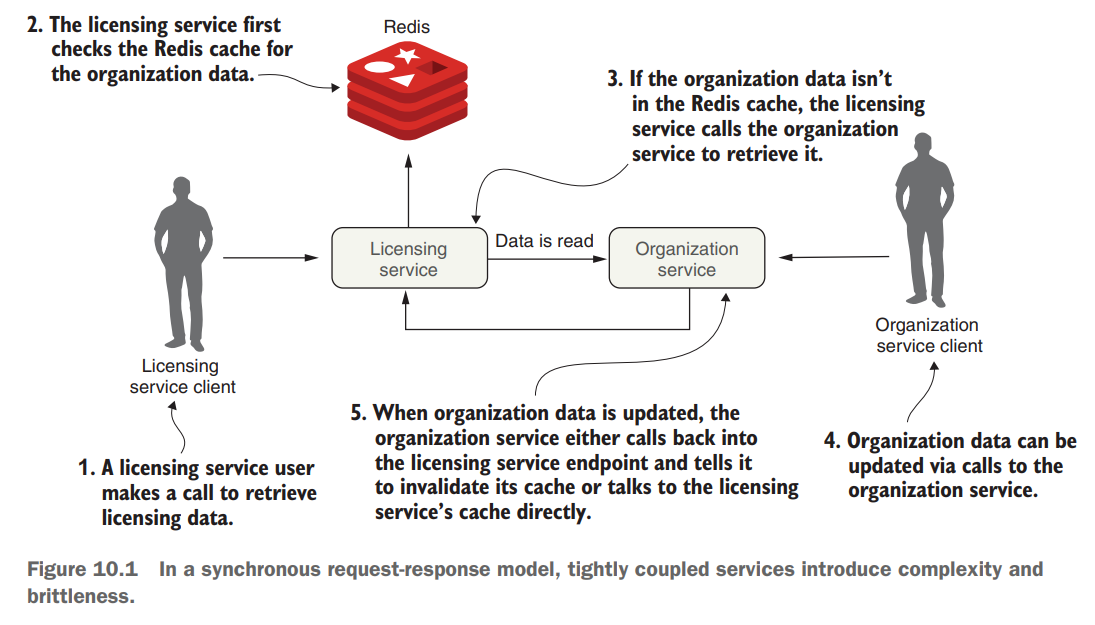 2. The licensing service first
checks the Redis cache for
the organization data.
Redis
3. If the organization data isn't
in the Redis cache, the licensing
service calls the organization
service to retrieve it.
Licensing
service
Data is read
Organization
service
Licensing
service client
Organization
service client
1. A licensing service user
makes a call to retrieve
licensing data.
5. When organization data is updated, the
organization service either calls back into
the licensing service endpoint and tells it
to invalidate its cache or talks to the licensing
service's cache directly.
4. Organization data can be
updated via calls to the
organization service.
Figure 10.1 In a synchronous request-response model, tightly coupled services introduce complexity and
brittleness.